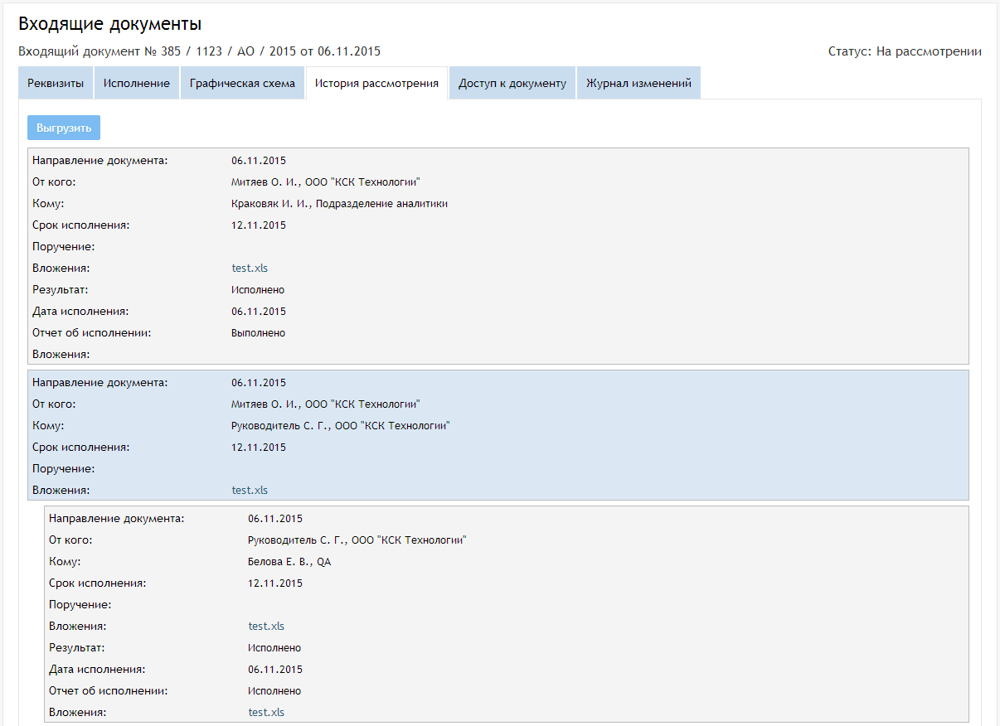 Входящие документы
Входящий документ № 385 / 1123 / АО / 2015 от 06.11.2015 Статус: На рассмотрении
Реквизиты Исполнение Графическая схема История рассмотрения Доступ к документу Журнал изменений
Выгрузить
Направление документа: 06.11.2015
От кого: Митяев О. И., ООО "КСК Технологии"
Кому: Краковяк И. И., Подразделение аналитики
Срок исполнения: 12.11.2015
Поручение:
Вложения: test.xls
Результат: Исполнено
Дата исполнения: 06.11.2015
Отчет об исполнении: Выполнено
Вложения:
Направление документа: 06.11.2015
От кого: Митяев О. И., ООО "КСК Технологии"
Кому: Руководитель С. Г., ООО "КСК Технологии"
Срок исполнения: 12.11.2015
Поручение:
Вложения: test.xls
Направление документа: 06.11.2015
От кого: Руководитель С. Г., ООО "КСК Технологии"
Кому: Белова Е. В., QA
Срок исполнения: 12.11.2015
Поручение:
Вложения: test.xls
Результат: Исполнено
Дата исполнения: 06.11.2015
Отчет об исполнении: Исполнено
Вложения: test.xls